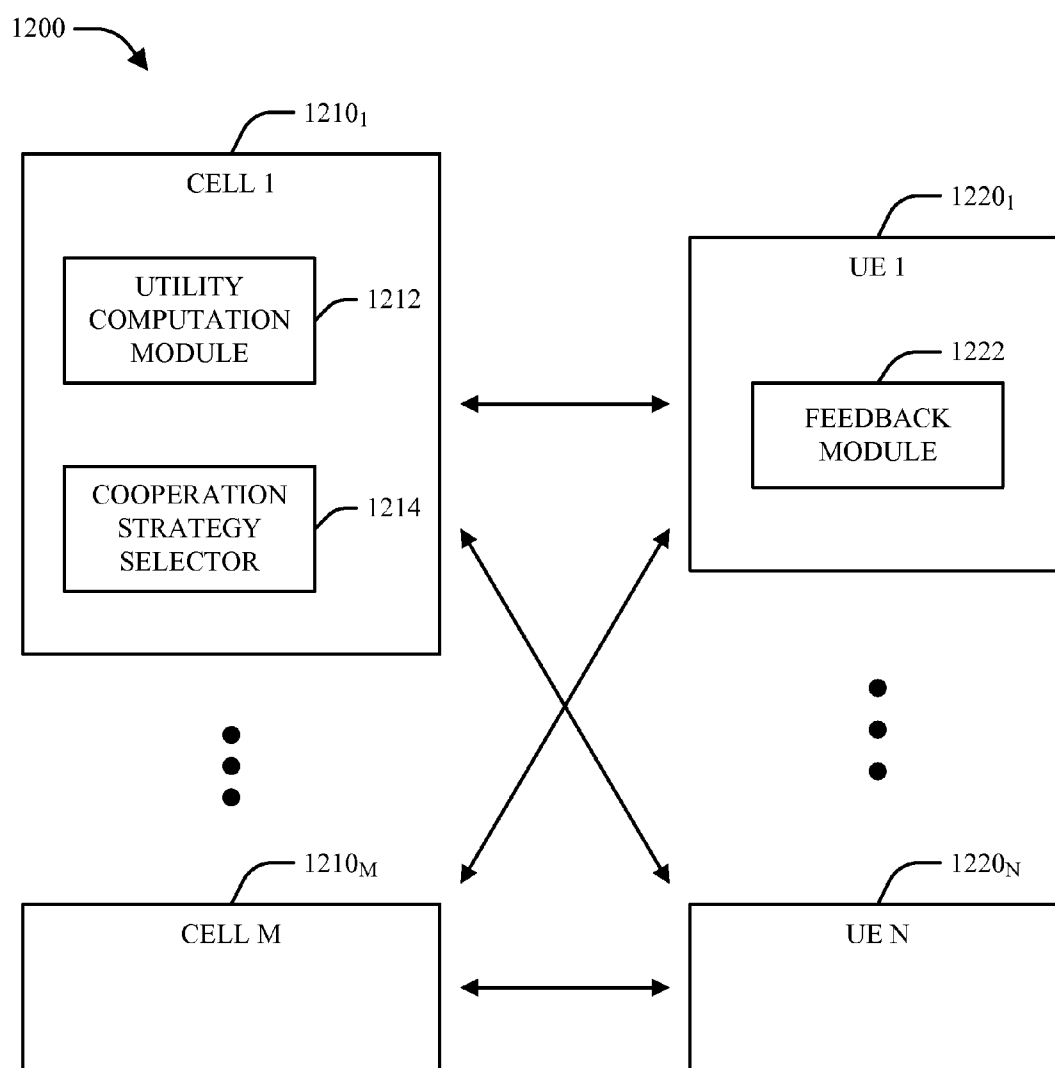 1200
1210₁
CELL 1
1220₁
UE 1
UTILITY
COMPUTATION
MODULE
1212
1222
FEEDBACK
MODULE
COOPERATION
STRATEGY
SELECTOR
1214
1210M
CELL M
1220N
UE N